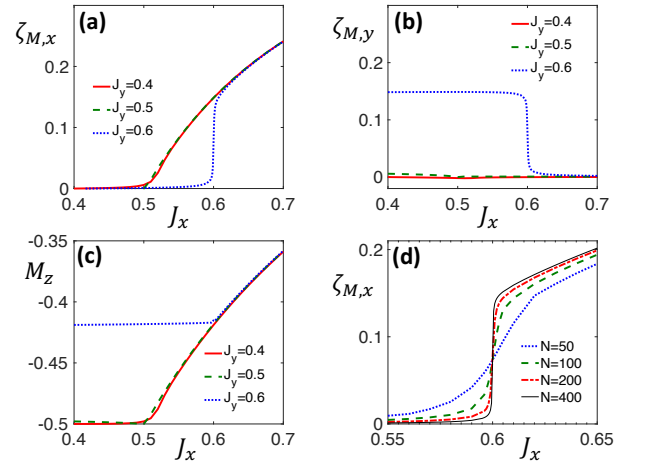 ζ_{M,x} (a)
0.2
0.1
0
J_y=0.4
J_y=0.5
J_y=0.6
0.4 0.5 0.6 0.7
J_x
ζ_{M,y} (b)
0.2
0.1
0
J_y=0.4
J_y=0.5
J_y=0.6
0.4 0.5 0.6 0.7
J_x
-0.35
M_z (c)
-0.4
-0.45
-0.5
J_y=0.4
J_y=0.5
J_y=0.6
0.4 0.5 0.6 0.7
J_x
(d)
0.2
ζ_{M,x}
0.1
0
N=50
N=100
N=200
N=400
0.55 0.6 0.65
J_x